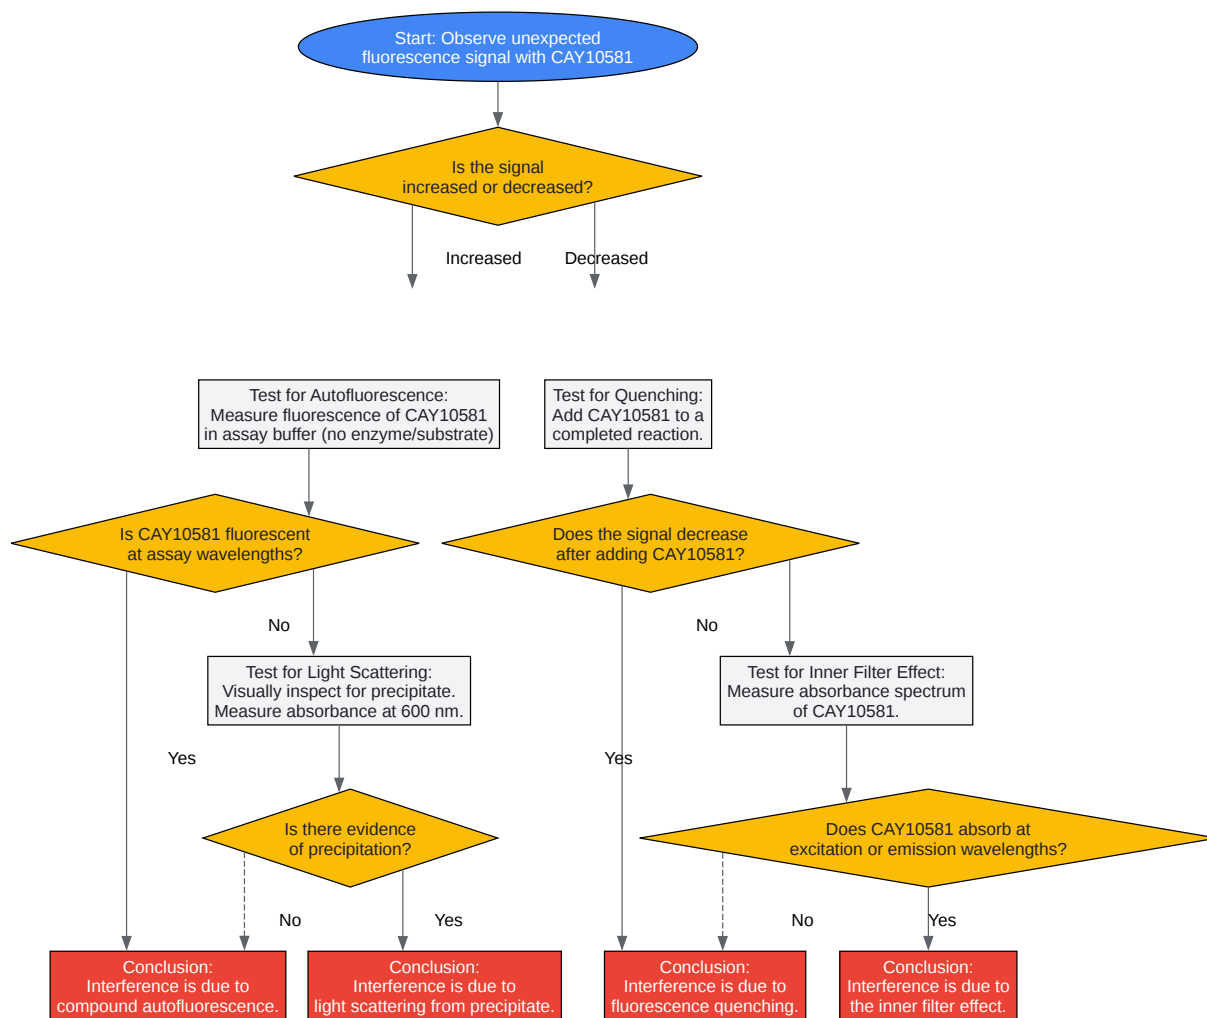 Start: Observe unexpected
fluorescence signal with CAY10581
Is the signal
increased or decreased?
Increased
Decreased
Test for Autofluorescence:
Measure fluorescence of CAY10581
in assay buffer (no enzyme/substrate)
Test for Quenching:
Add CAY10581 to a
completed reaction.
Is CAY10581 fluorescent
at assay wavelengths?
Does the signal decrease
after adding CAY10581?
No
No
Test for Light Scattering:
Visually inspect for precipitate.
Measure absorbance at 600 nm.
Test for Inner Filter Effect:
Measure absorbance spectrum
of CAY10581.
Yes
Yes
Is there evidence
of precipitation?
Does CAY10581 absorb at
excitation or emission wavelengths?
No
Yes
No
Yes
Conclusion:
Interference is due to
compound autofluorescence.
Conclusion:
Interference is due to
light scattering from precipitate.
Conclusion:
Interference is due to
fluorescence quenching.
Conclusion:
Interference is due to
the inner filter effect.